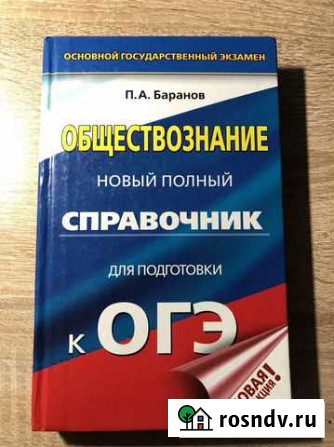 ОСНОВНОЙ ГОСУДАРСТВЕННЫЙ ЭКЗАМЕН
П.А. Баранов
ОБЩЕСТВОЗНАНИЕ
НОВЫЙ ПОЛНЫЙ
СПРАВОЧНИК
ДЛЯ ПОДГОТОВКИ
К ОГЭ
rosndv.ru